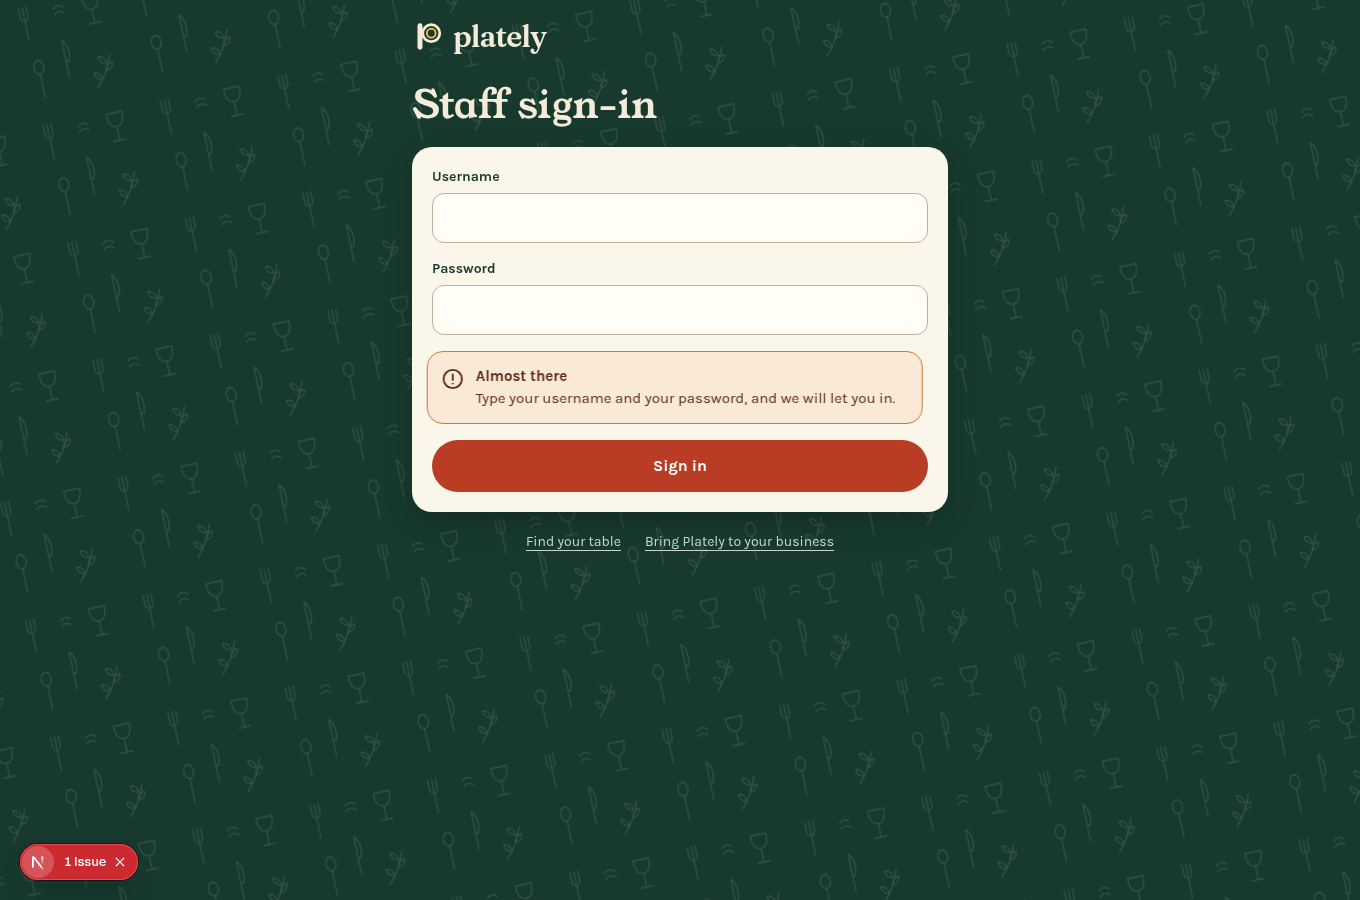 plately
Staff sign-in
Username
Password
Almost there
Type your username and your password, and we will let you in.
Sign in
Find your table Bring Plately to your business
N 1 Issue